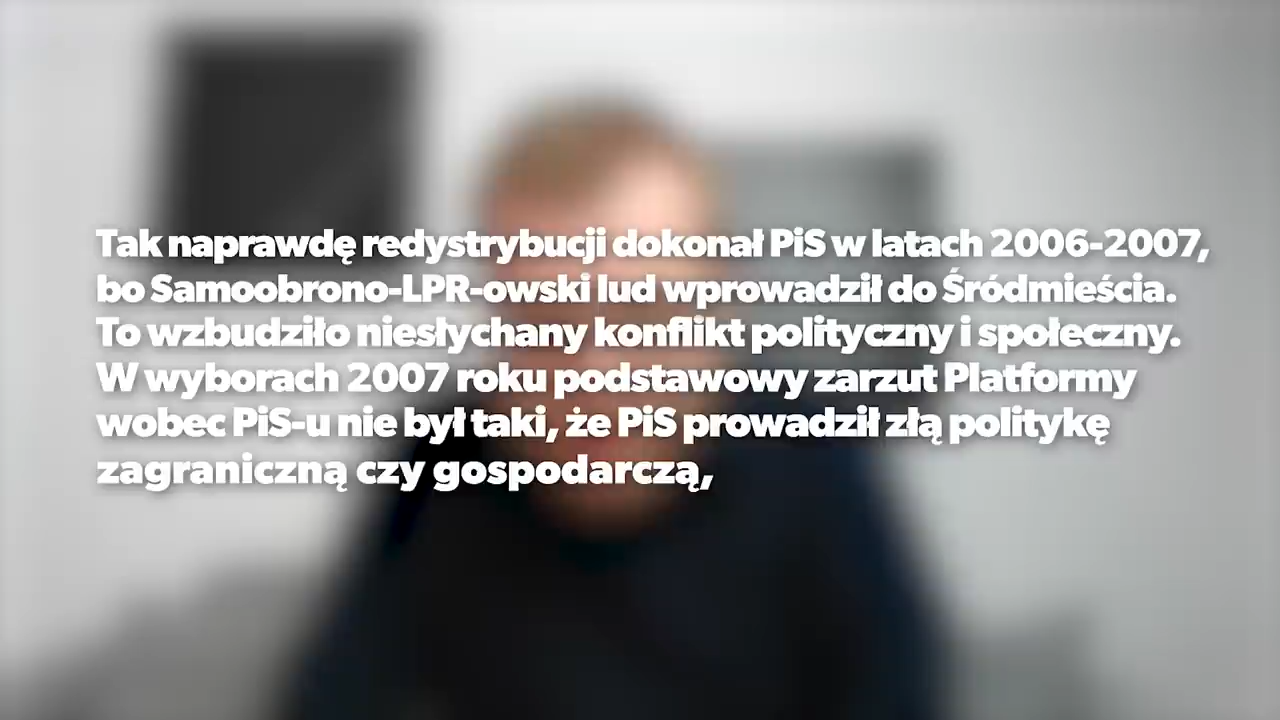 Tak naprawdę redystrybucji dokonał PiS w latach 2006-2007,
bo Samoobrono-LPR-owski lud wprowadził do Śródmieścia.
To wzbudziło niesłychany konflikt polityczny i społeczny.
W wyborach 2007 roku podstawowy zarzut Platformy
wobec PiS-u nie był taki, że PiS prowadził złą politykę
zagraniczną czy gospodarczą,